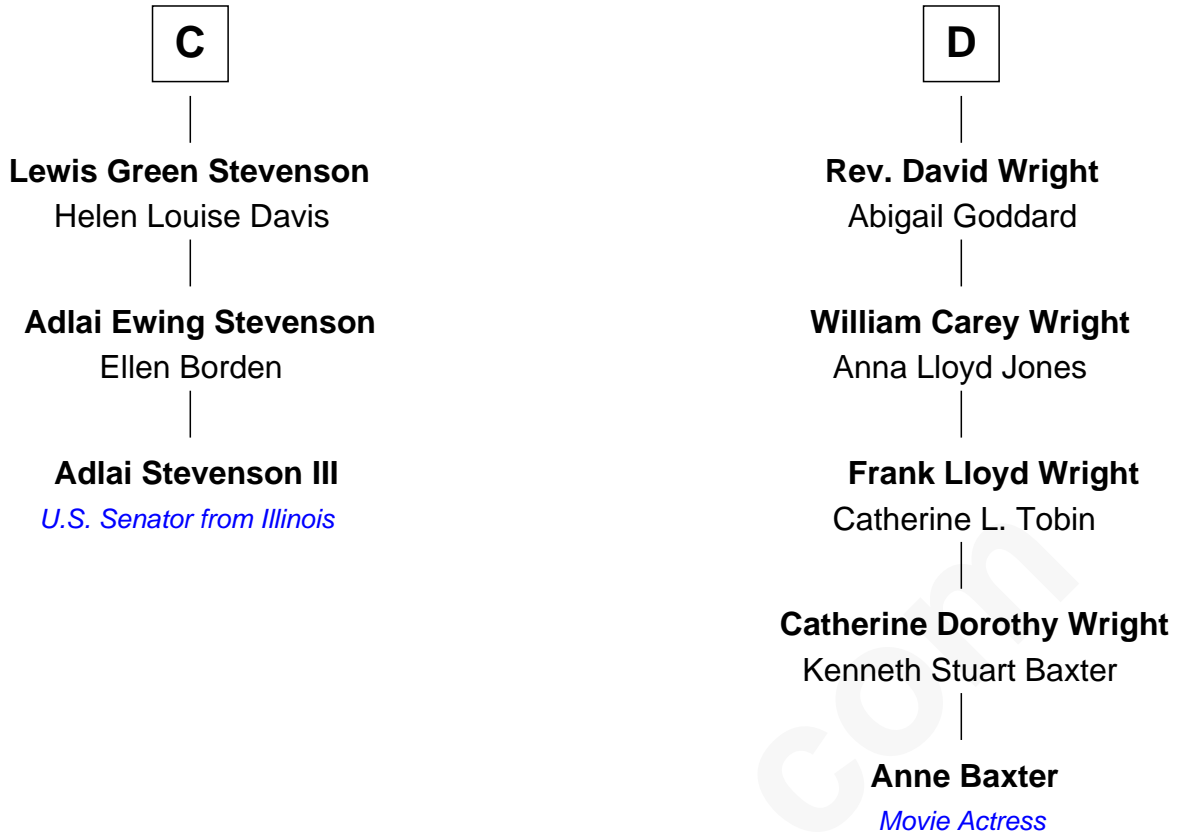 C
Lewis Green Stevenson
Helen Louise Davis
Adlai Ewing Stevenson
Ellen Borden
Adlai Stevenson III
U.S. Senator from Illinois
D
Rev. David Wright
Abigail Goddard
William Carey Wright
Anna Lloyd Jones
Frank Lloyd Wright
Catherine L. Tobin
Catherine Dorothy Wright
Kenneth Stuart Baxter
Anne Baxter
Movie Actress
com